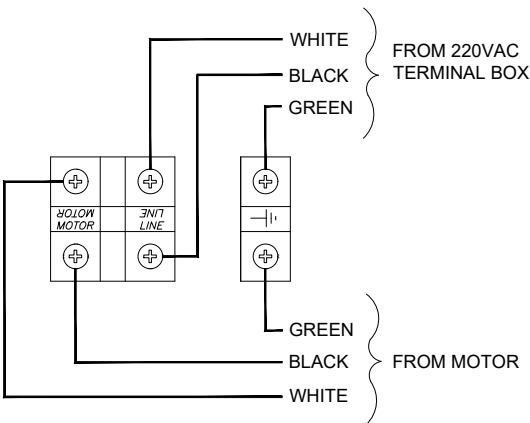 WHITE
FROM 220VAC
BLACK
TERMINAL BOX
GREEN
MOTOR
LINE
MOTOR
LINE
GREEN
BLACK
FROM MOTOR
WHITE